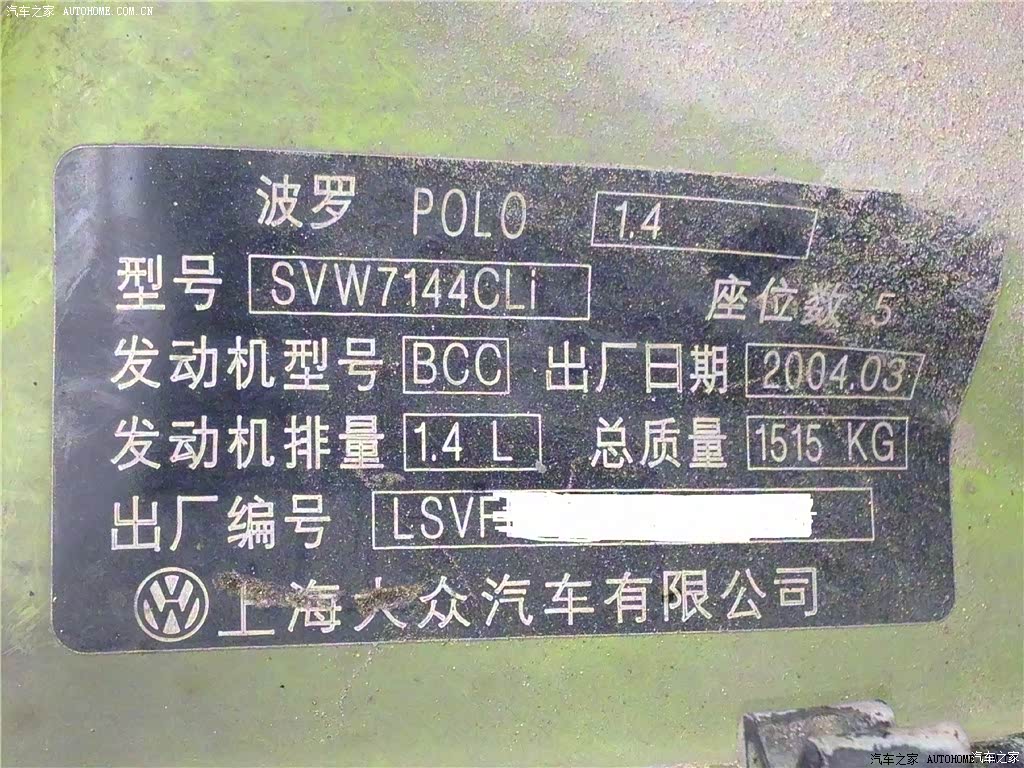 汽车之家 AUTOHOME.COM.CN
波罗 POLO 1.4
型号 SVW7144CLi 座位数 5
发动机型号 BCC 出厂日期 2004.03
发动机排量 1.4 L 总质量 1515 KG
出厂编号 LSVF
上海大众汽车有限公司
汽车之家 AUTOHOME汽车之家